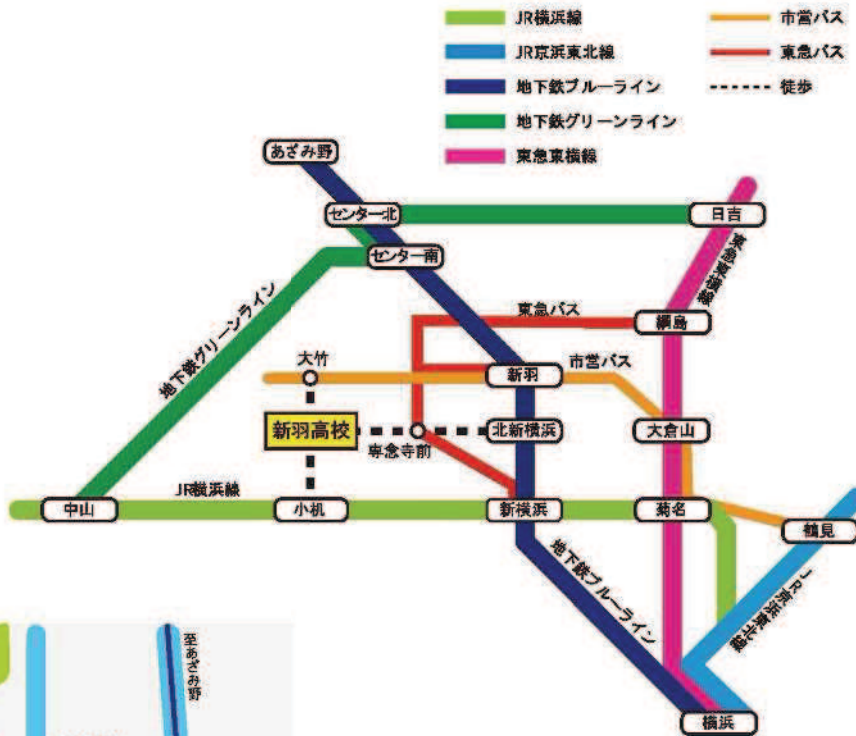 JR横浜線
市営バス
JR京浜東北線
東急バス
地下鉄ブルーライン
徒歩
地下鉄グリーンライン
東急東横線
あざみ野
センター北
日吉
東急東横線
センター南
地下鉄グリーンライン
東急バス
綱島
大竹
市営バス
新羽
新羽高校
専念寺前
北新横浜
大倉山
JR横浜線
中山
小机
新横浜
菊名
鶴見
地下鉄ブルーライン
JR京浜東北線
至あざみ野
横浜